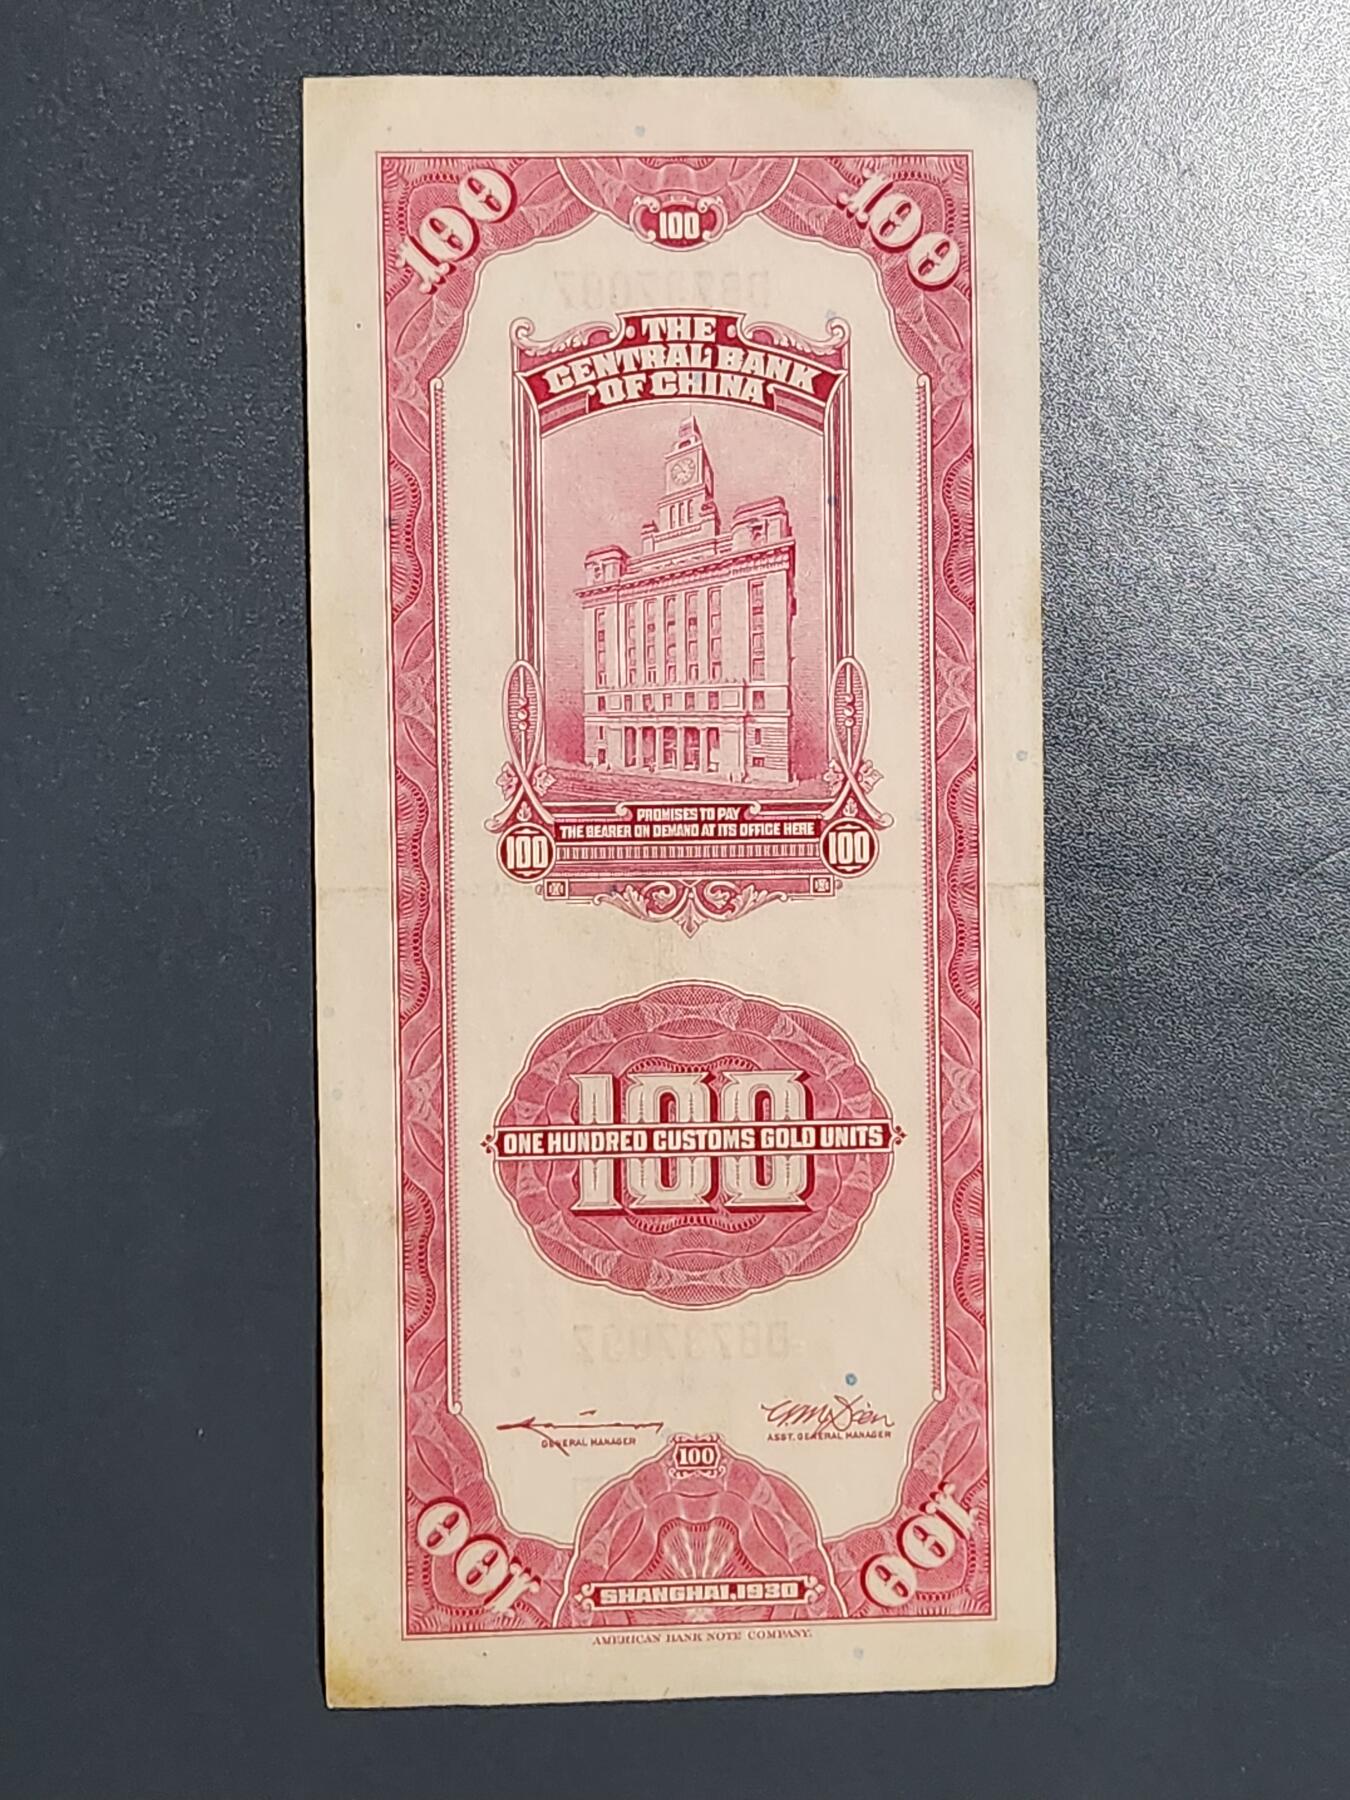 100
100
100
THE
CENTRAL BANK
OF CHINA
PROMISES TO PAY
THE BEARER ON DEMAND AT ITS OFFICE HERE
100
100
100
ONE HUNDRED CUSTOMS GOLD UNITS
GENERAL MANAGER
ASST. GENERAL MANAGER
100
100
100
SHANGHAI, 1930
AMERICAN BANK NOTE COMPANY.